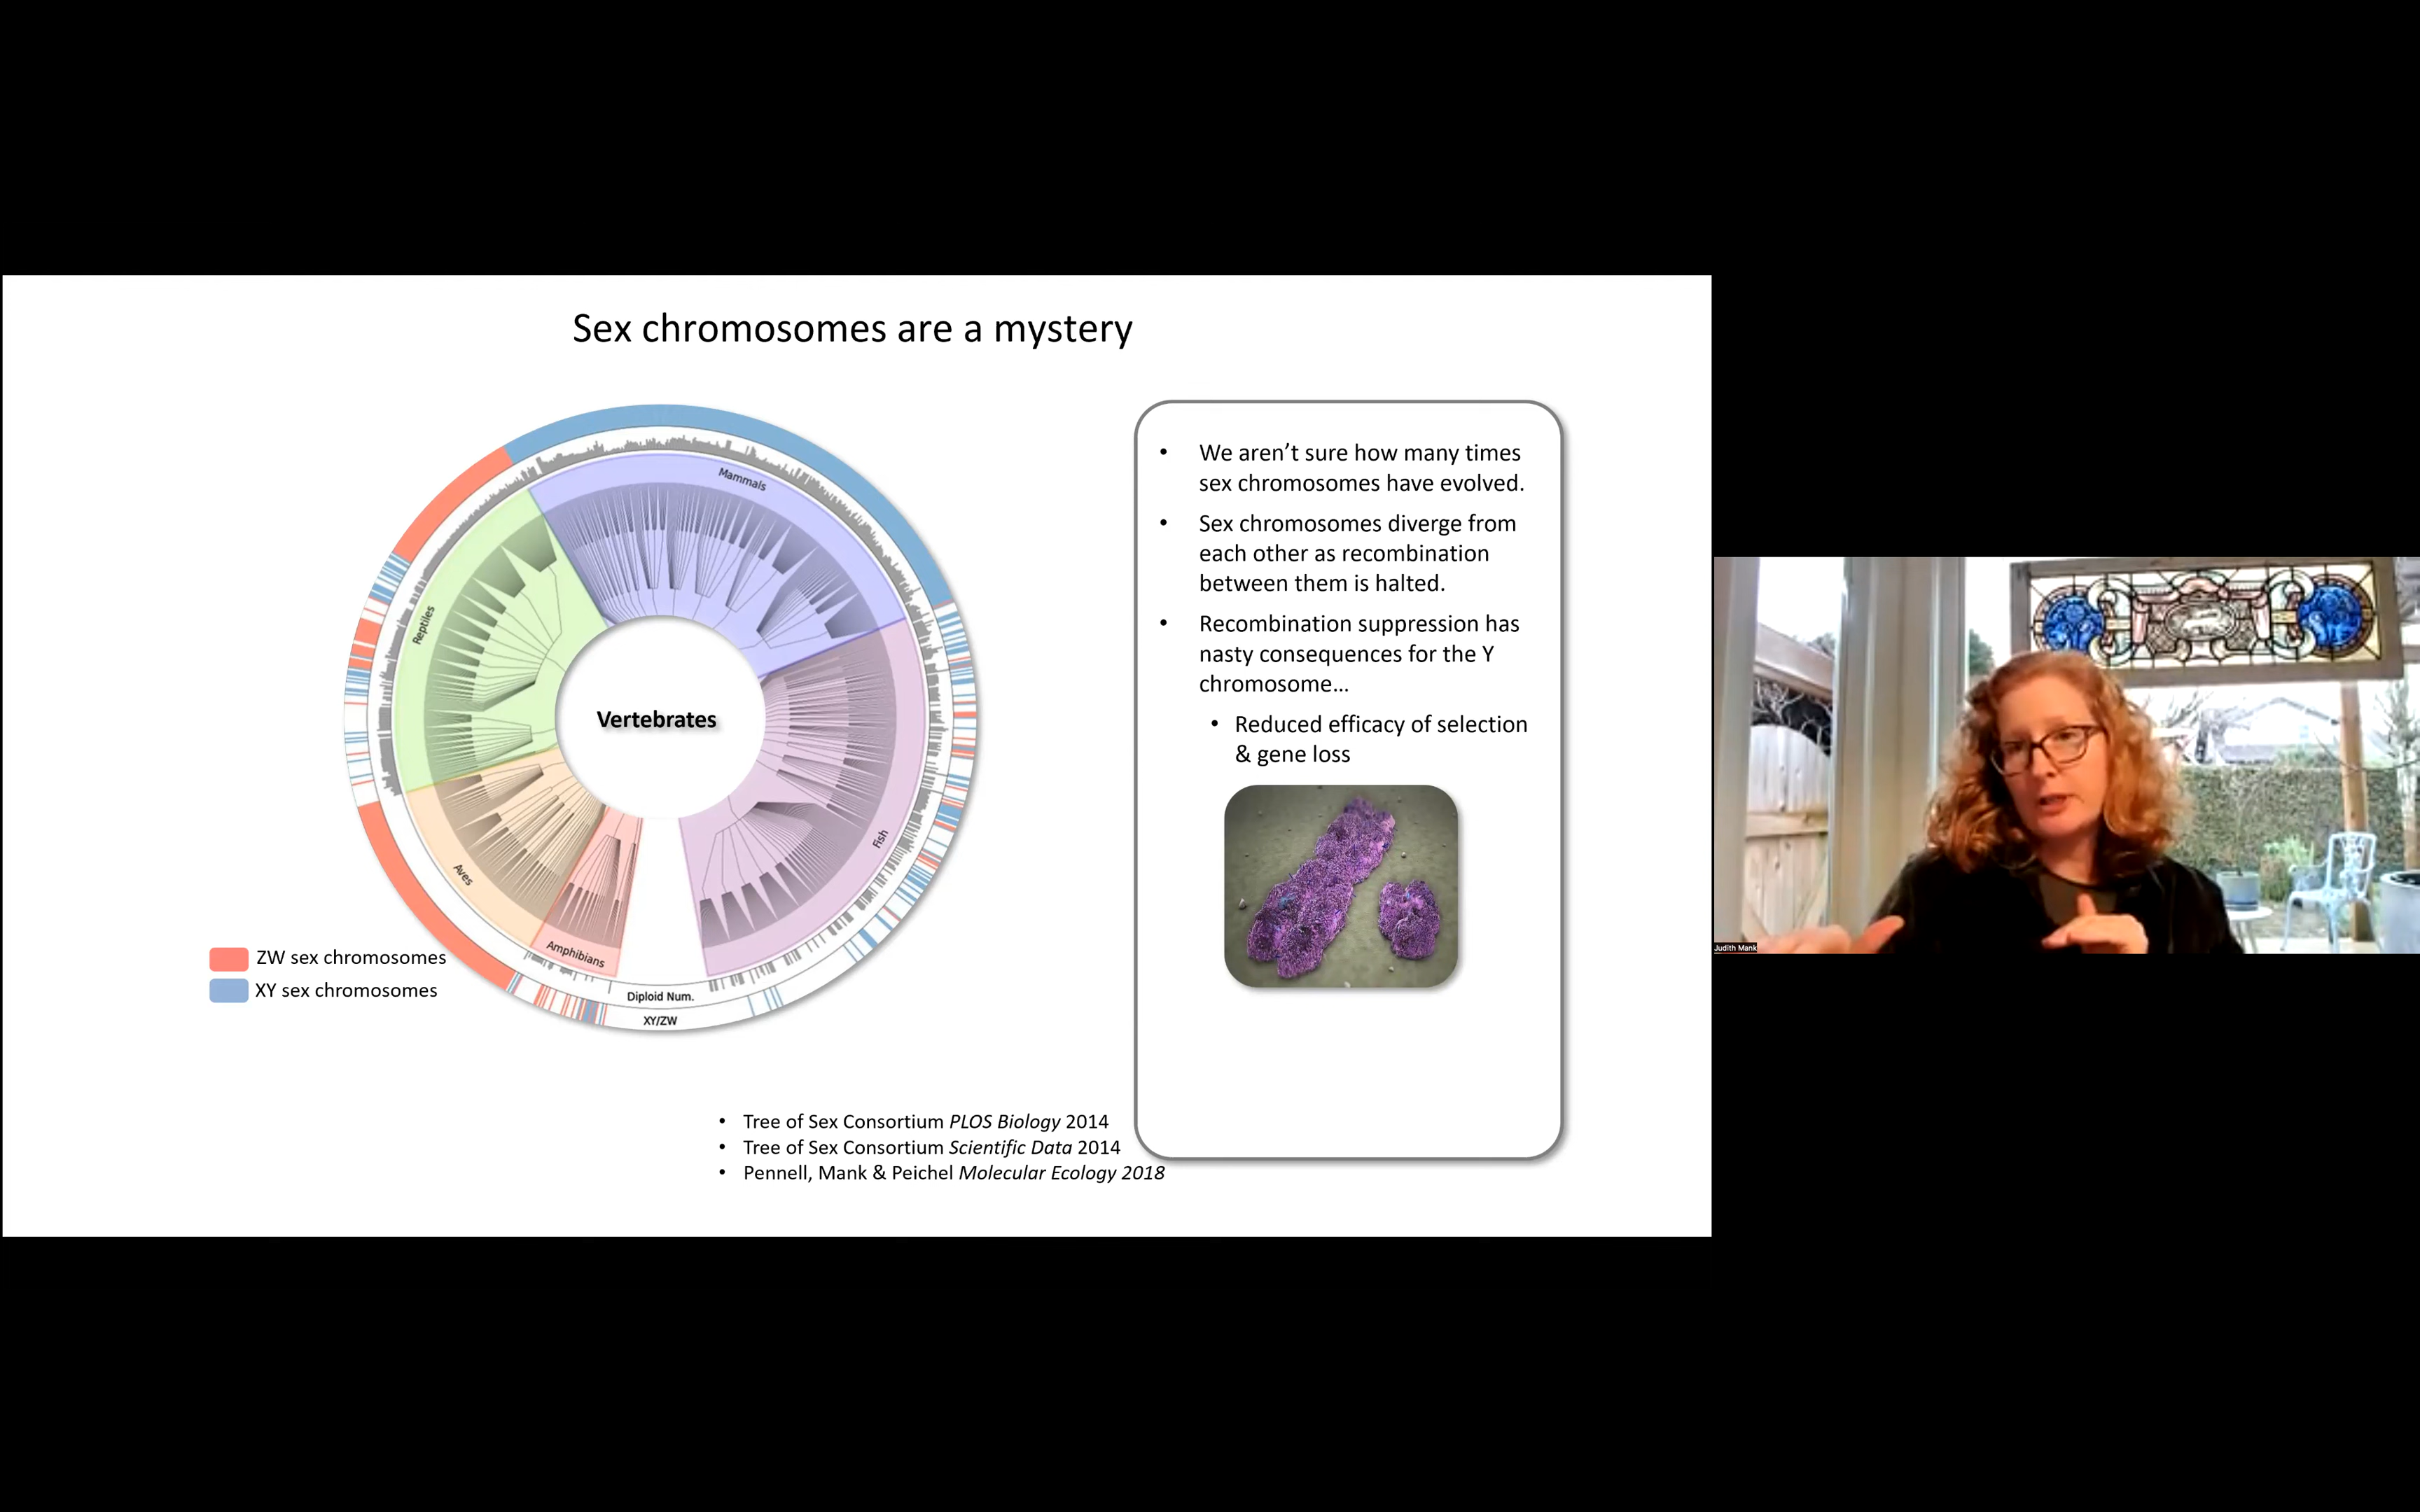 Sex chromosomes are a mystery
Mammals
Reptiles
Vertebrates
Fish
Aves
Amphibians
Diploid Num.
XY/ZW
ZW sex chromosomes
XY sex chromosomes
• We aren’t sure how many times
sex chromosomes have evolved.
• Sex chromosomes diverge from
each other as recombination
between them is halted.
• Recombination suppression has
nasty consequences for the Y
chromosome…
• Reduced efficacy of selection
& gene loss
• Tree of Sex Consortium PLOS Biology 2014
• Tree of Sex Consortium Scientific Data 2014
• Pennell, Mank & Peichel Molecular Ecology 2018
Judith Mank